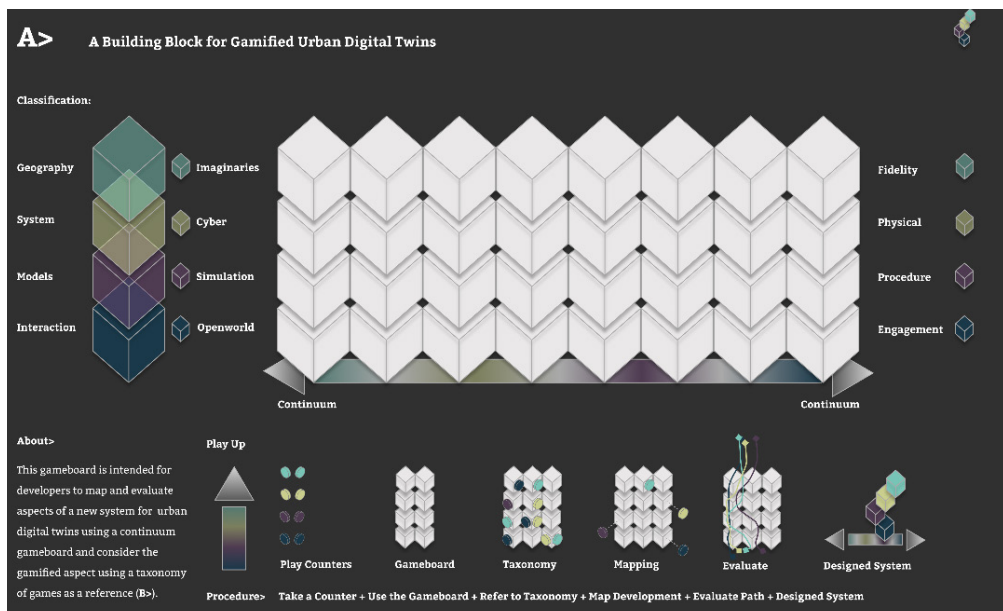 A> A Building Block for Gamified Urban Digital Twins
Classification:
Geography Imaginaries Fidelity
System Cyber Physical
Models Simulation Procedure
Interaction Openworld Engagement
Continuum Continuum
About>
This gameboard is intended for
developers to map and evaluate
aspects of a new system for urban
digital twins using a continuum
gameboard and consider the
gamified aspect using a taxonomy
of games as a reference (B>).
Play Up
Play Counters Gameboard Taxonomy Mapping Evaluate Designed System
Procedure> Take a Counter + Use the Gameboard + Refer to Taxonomy + Map Development + Evaluate Path + Designed System